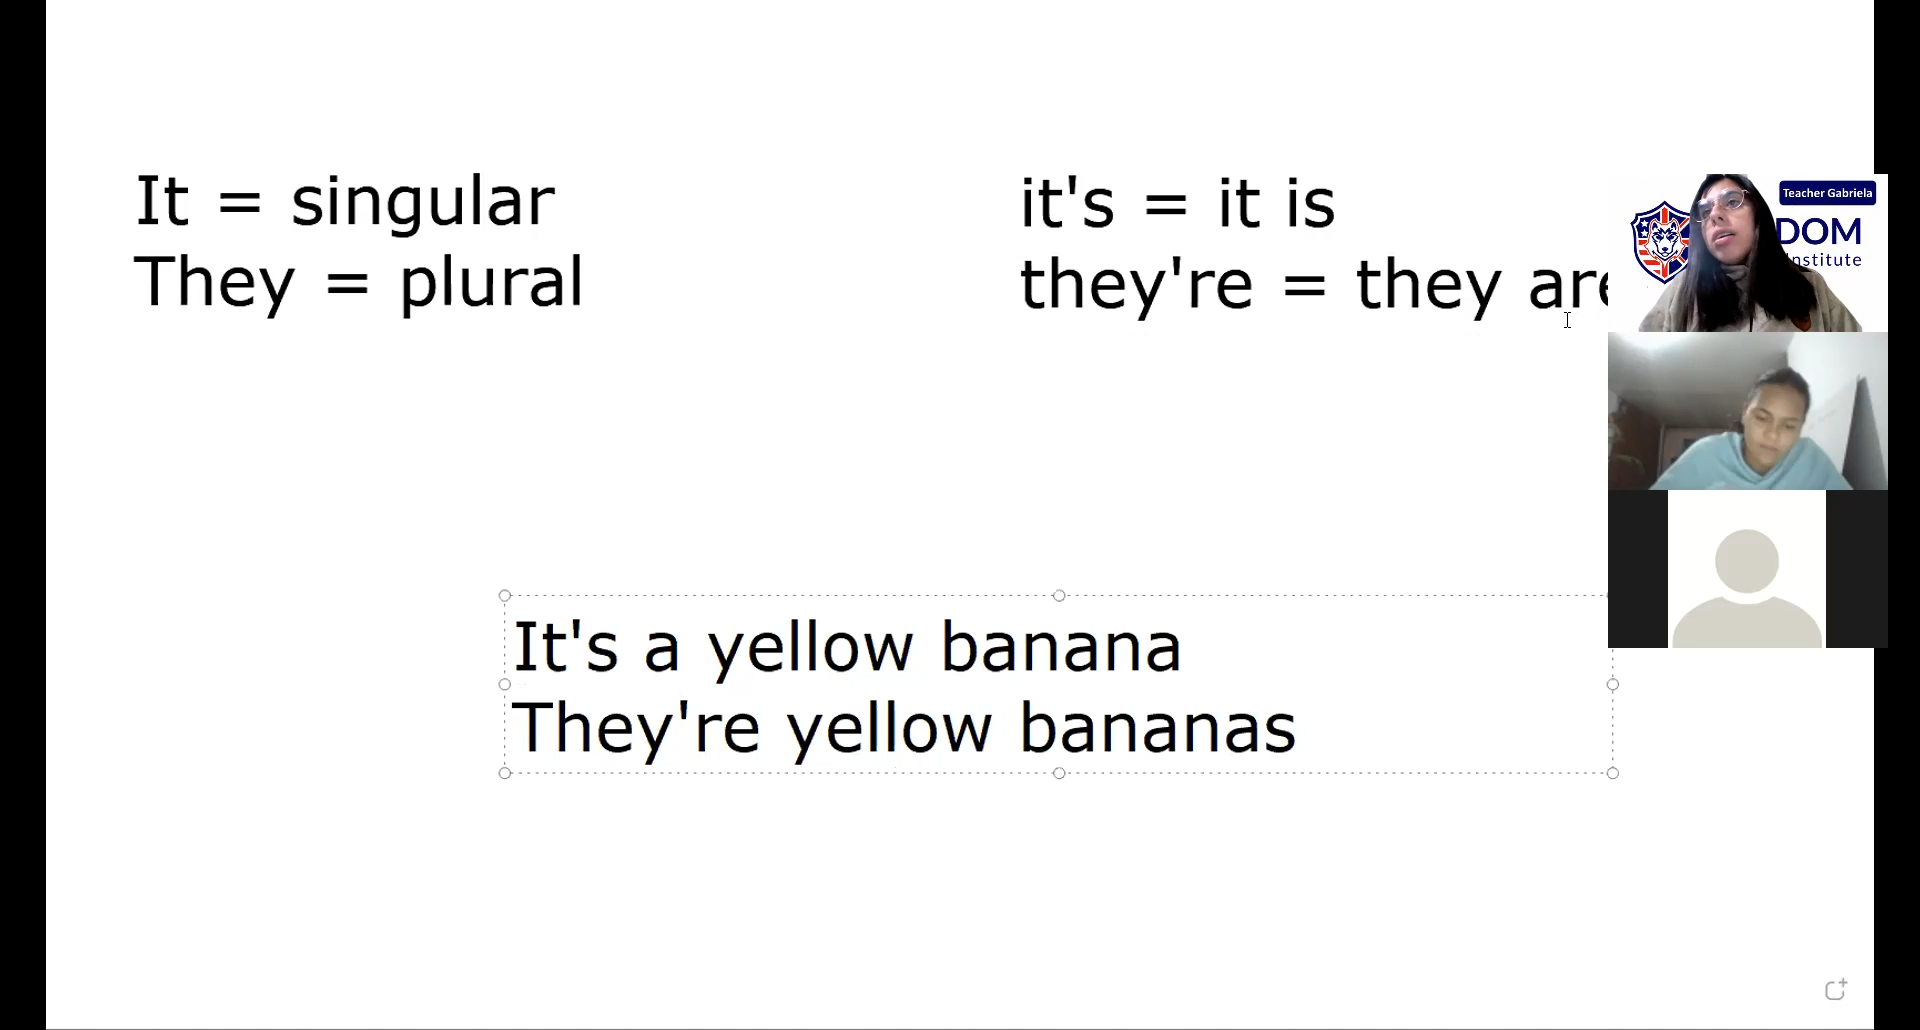 It = singular
They = plural
it's = it is
they're = they are
Teacher Gabriela
DOM
Institute
It's a yellow banana
They're yellow bananas